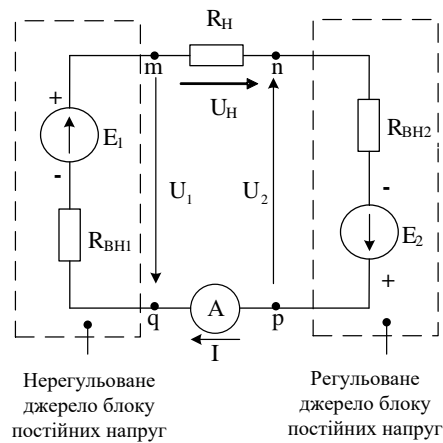 R_H
m
n
U_H
+
E_1
-
R_BH1
U_1
U_2
R_BH2
-
E_2
+
q
A
p
I
Нерегульоване
джерело блоку
постійних напруг
Регульоване
джерело блоку
постійних напруг